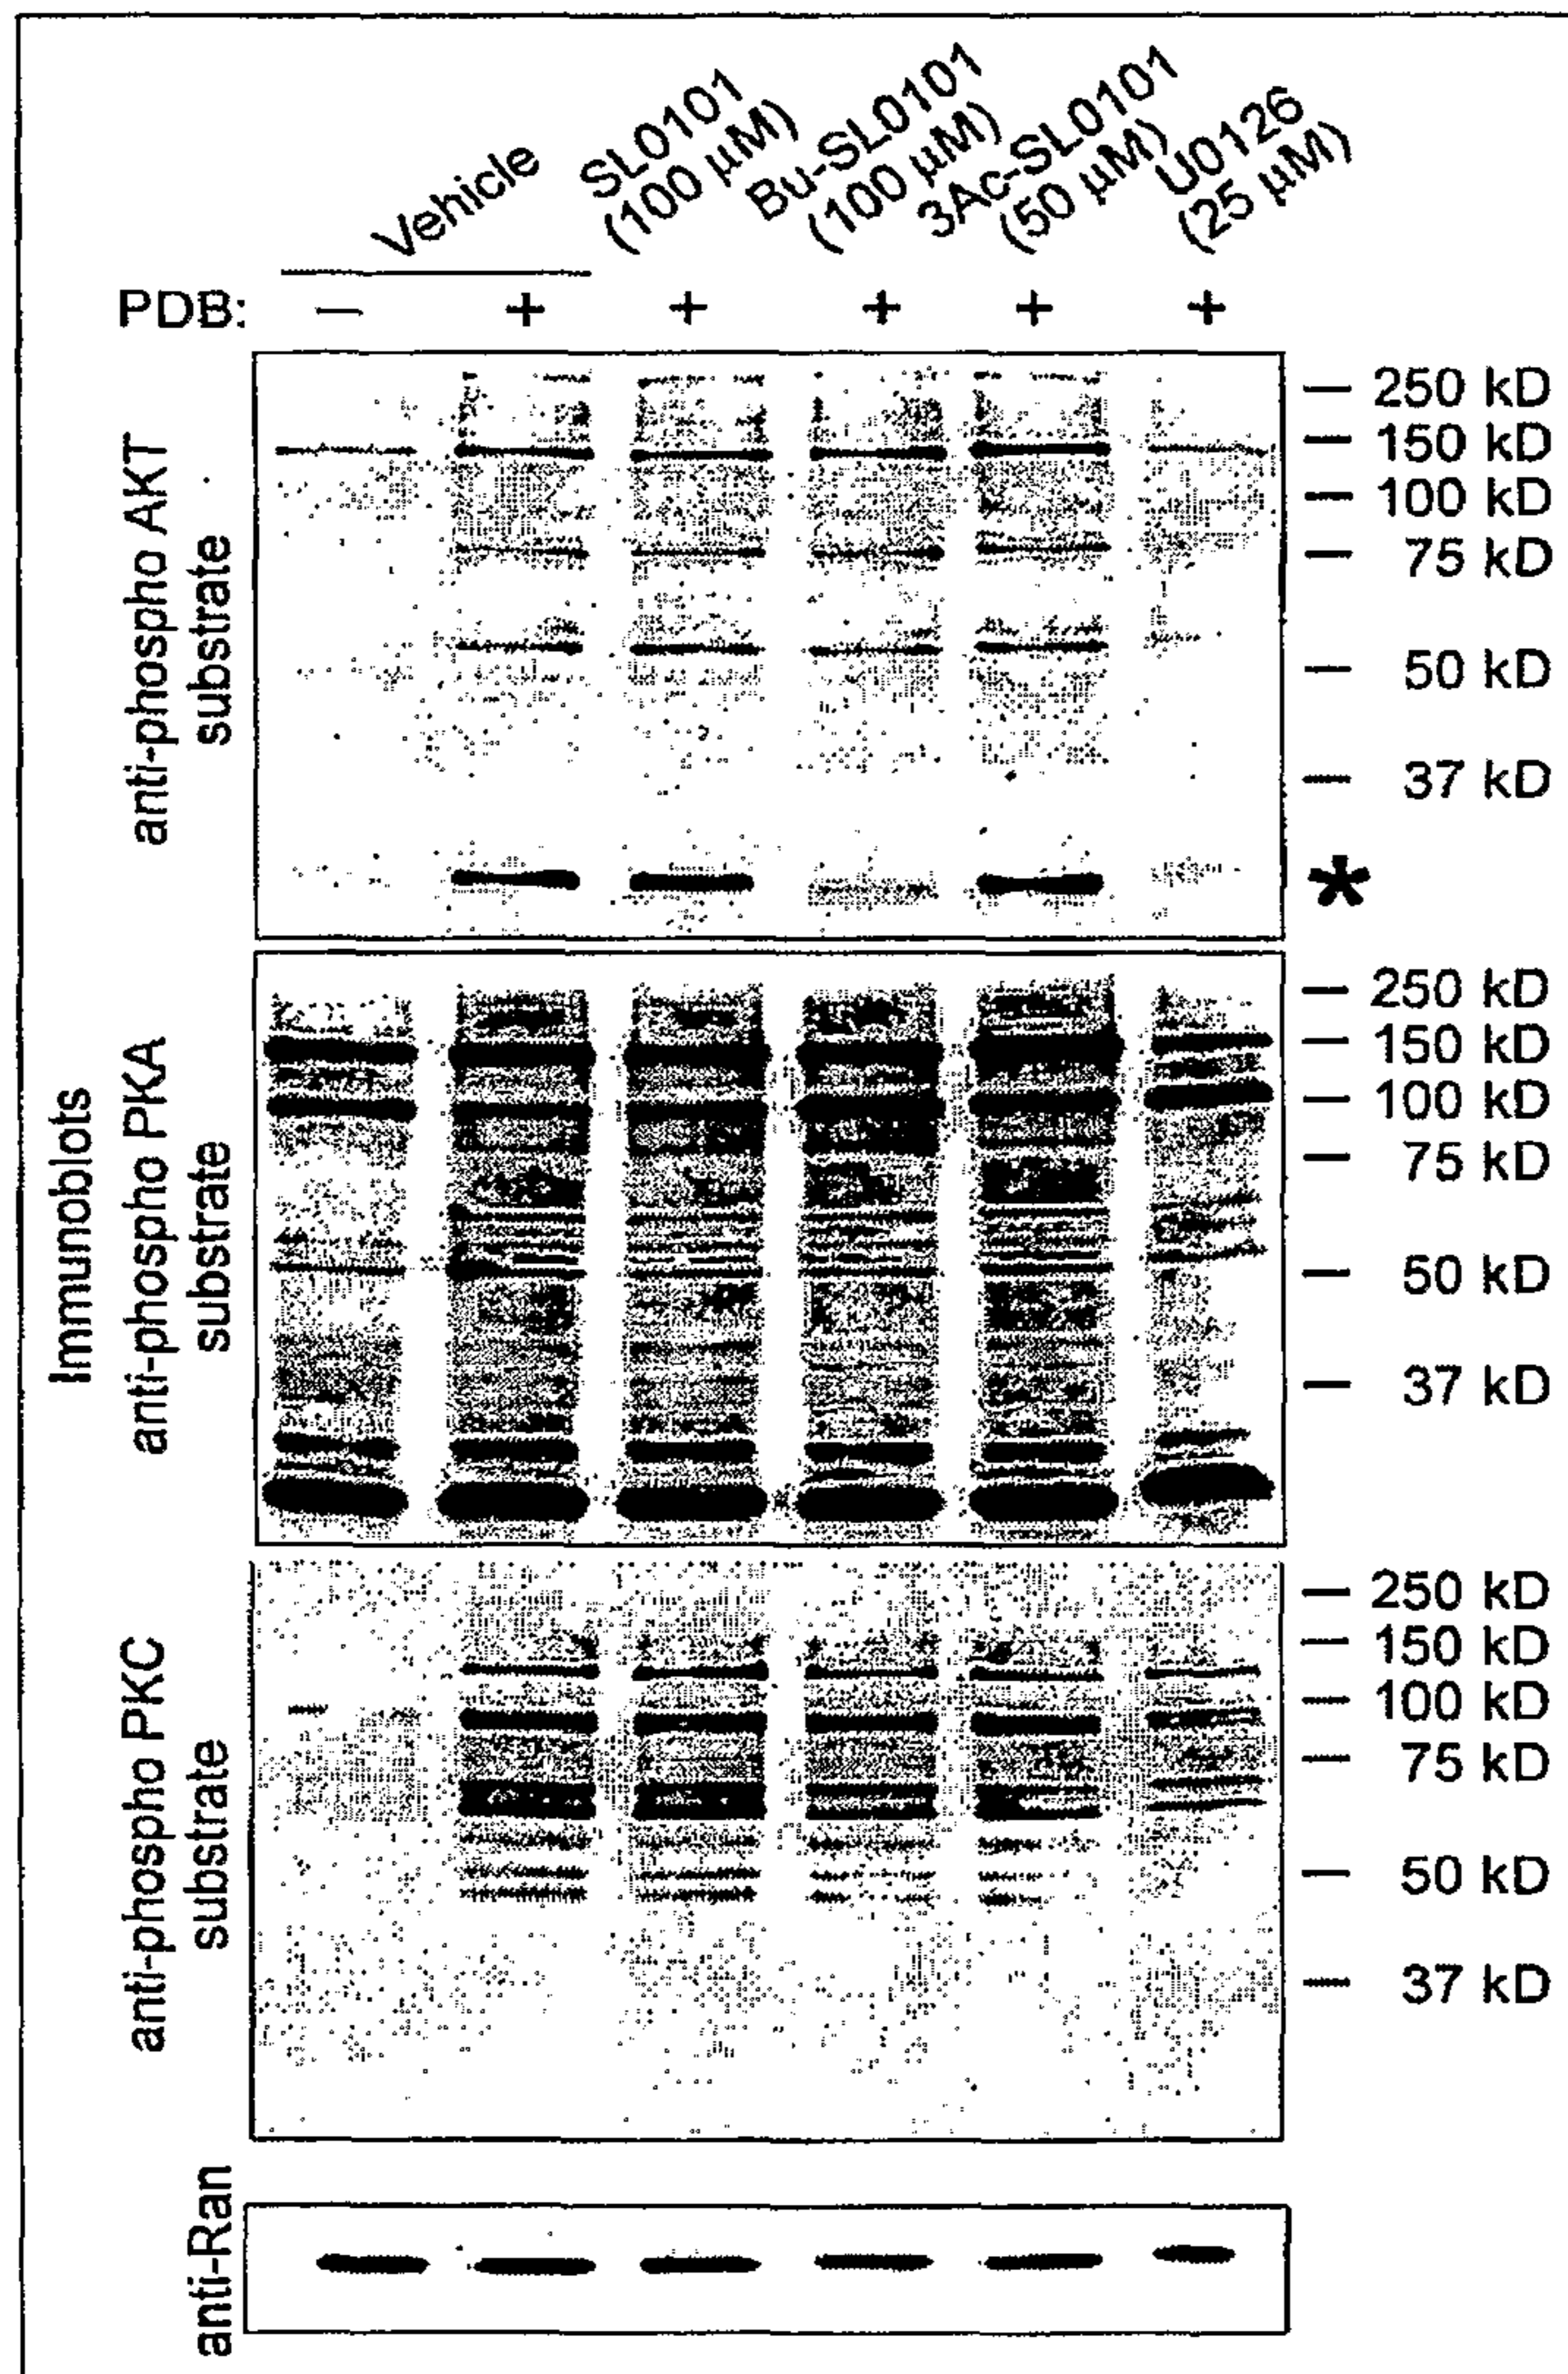 Vehicle
SL0101
(100 µM)
Bu-SL0101
(100 µM)
3Ac-SL0101
(50 µM)
U0126
(25 µM)
PDB: — + + + + +
Immunoblots
anti-phospho AKT
substrate
— 250 kD
— 150 kD
— 100 kD
— 75 kD
— 50 kD
— 37 kD
*
anti-phospho PKA
substrate
— 250 kD
— 150 kD
— 100 kD
— 75 kD
— 50 kD
— 37 kD
anti-phospho PKC
substrate
— 250 kD
— 150 kD
— 100 kD
— 75 kD
— 50 kD
— 37 kD
anti-Ran